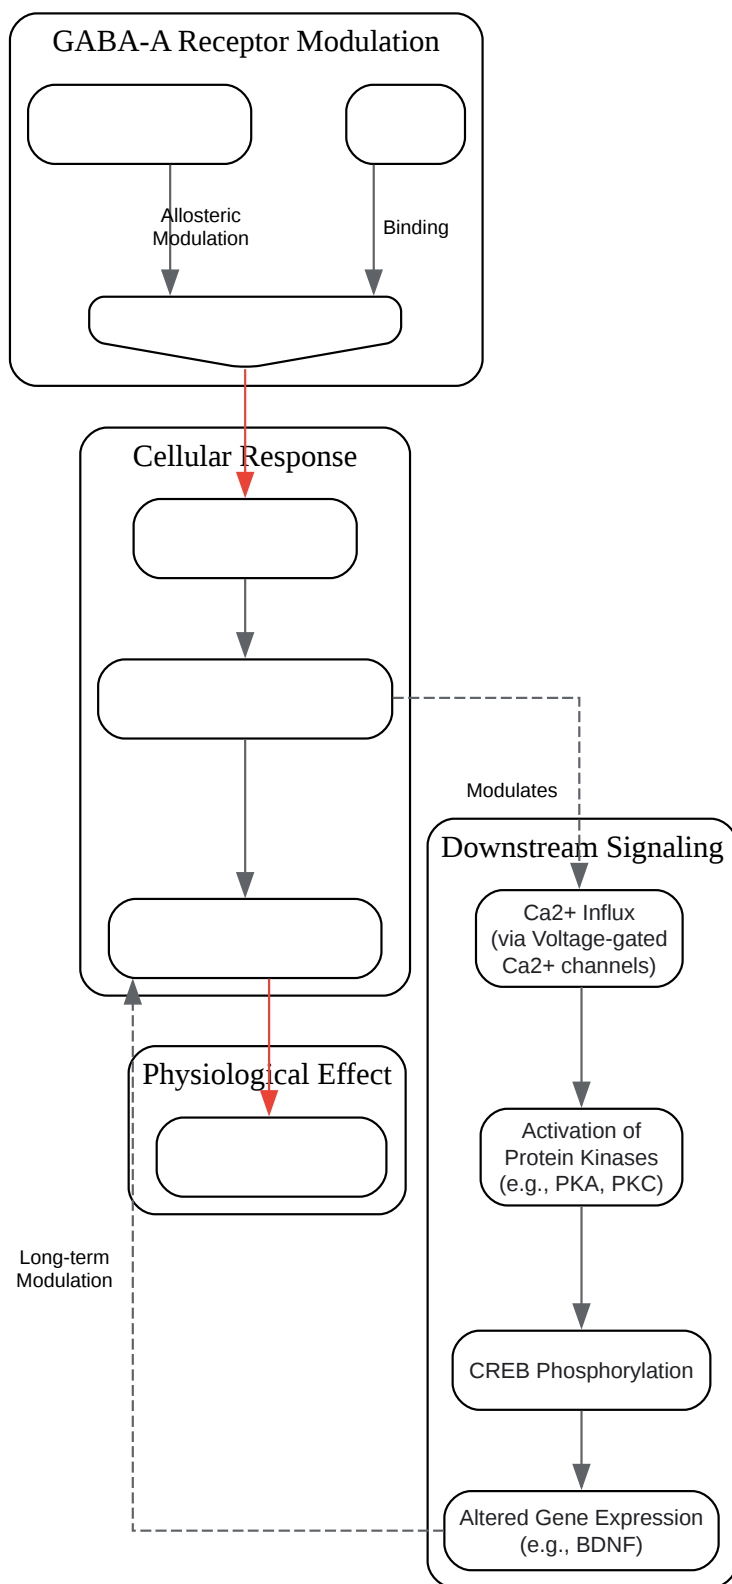 GABA-A Receptor Modulation
Allosteric
Modulation
Binding
Cellular Response
Modulates
Downstream Signaling
Ca2+ Influx
(via Voltage-gated
Ca2+ channels)
Physiological Effect
Activation of
Protein Kinases
(e.g., PKA, PKC)
Long-term
Modulation
CREB Phosphorylation
Altered Gene Expression
(e.g., BDNF)